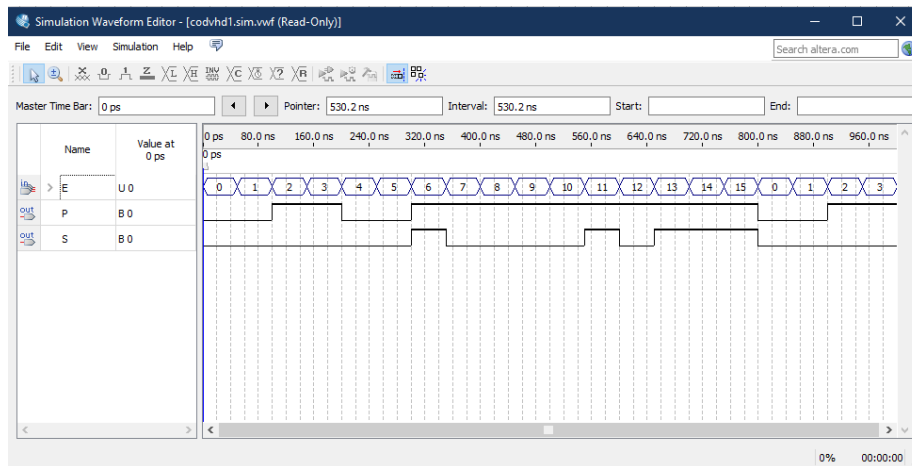 Simulation Waveform Editor - [codvhd1.sim.vwf (Read-Only)]
File Edit View Simulation Help
Search altera.com
Master Time Bar: 0 ps Pointer: 530.2 ns Interval: 530.2 ns Start: End:
Name Value at 0 ps
0 ps 80.0 ns 160.0 ns 240.0 ns 320.0 ns 400.0 ns 480.0 ns 560.0 ns 640.0 ns 720.0 ns 800.0 ns 880.0 ns 960.0 ns
0 ps
E U 0 0 1 2 3 4 5 6 7 8 9 10 11 12 13 14 15 0 1 2 3
P B 0
S B 0
0% 00:00:00